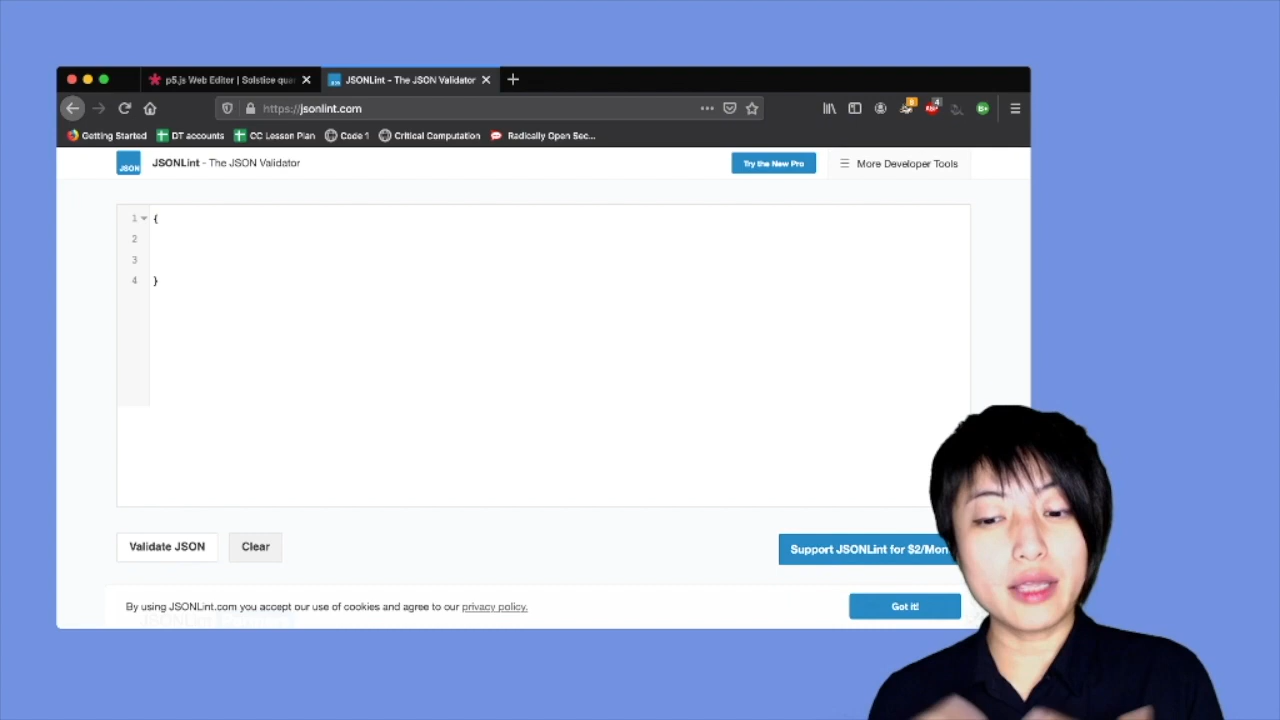 p5.js Web Editor | Solstice qua
JSONLint - The JSON Validator
https://jsonlint.com
Getting Started
DT accounts
CC Lesson Plan
Code 1
Critical Computation
Radically Open Sec...
JSON
JSONLint - The JSON Validator
Try the New Pro
More Developer Tools
1 {
2
3
4 }
Validate JSON
Clear
Support JSONLint for $2/Mon
By using JSONLint.com you accept our use of cookies and agree to our privacy policy.
Got it!